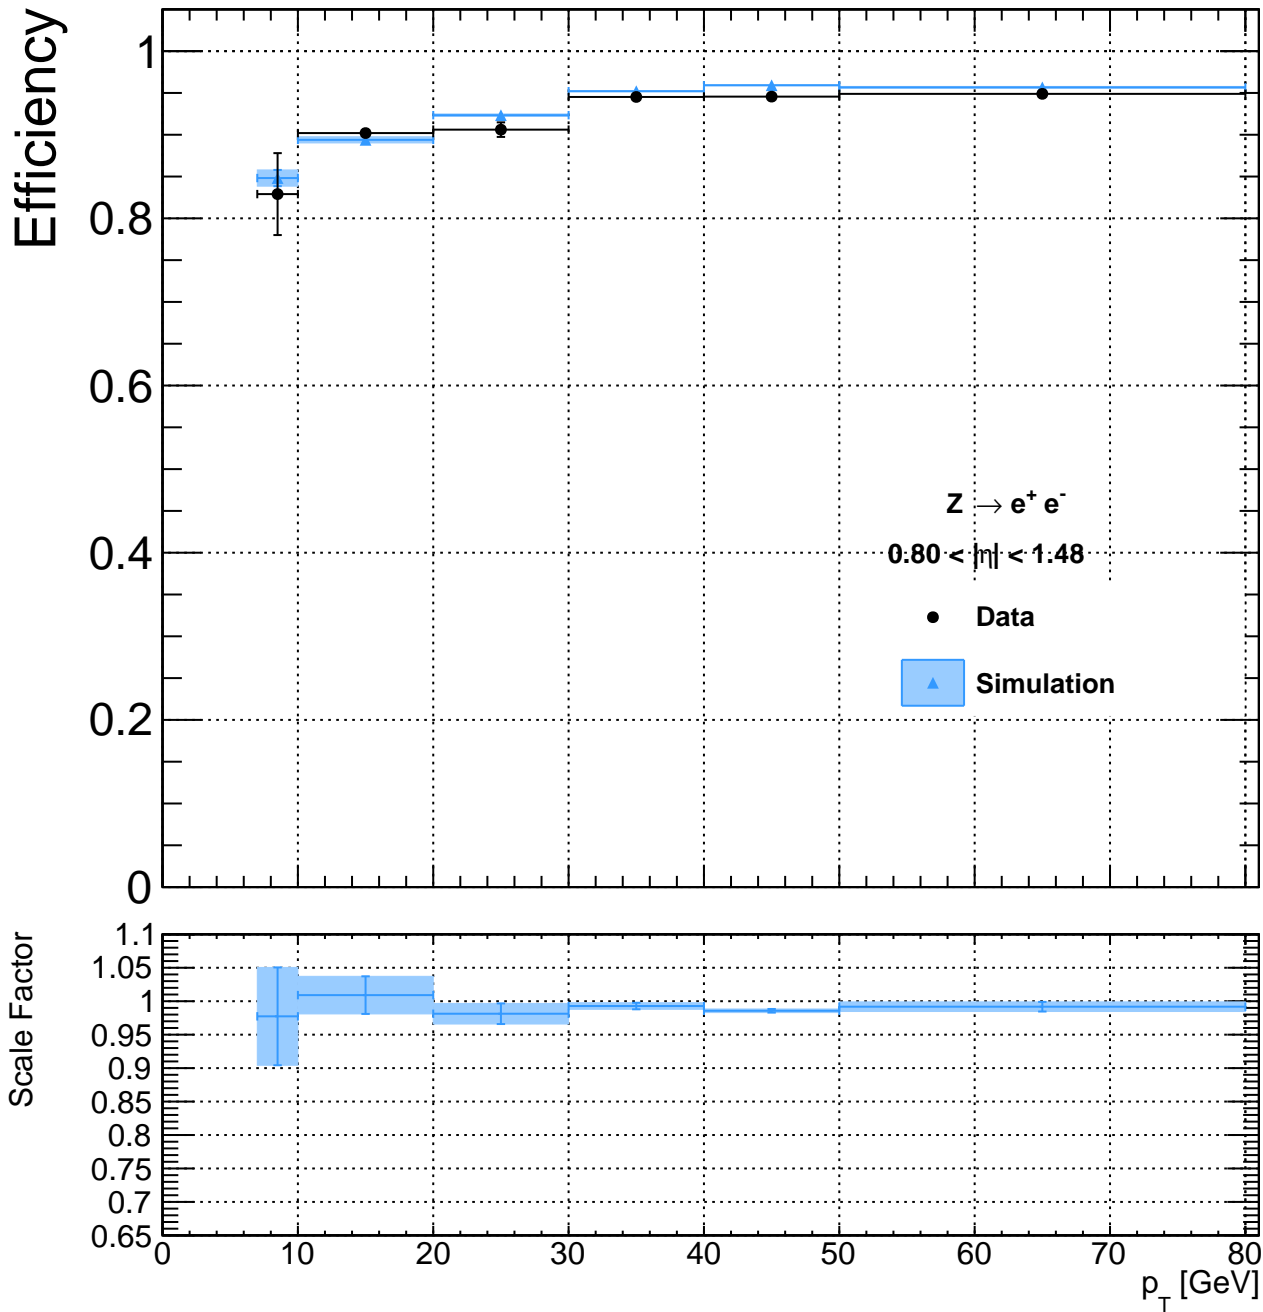 Efficiency
1
0.8
0.6
0.4
0.2
0
Z → e⁺ e⁻
0.80 < |η| < 1.48
Data
Simulation
Scale Factor
1.1
1.05
1
0.95
0.9
0.85
0.8
0.75
0.7
0.65
0 10 20 30 40 50 60 70 80
p_T [GeV]